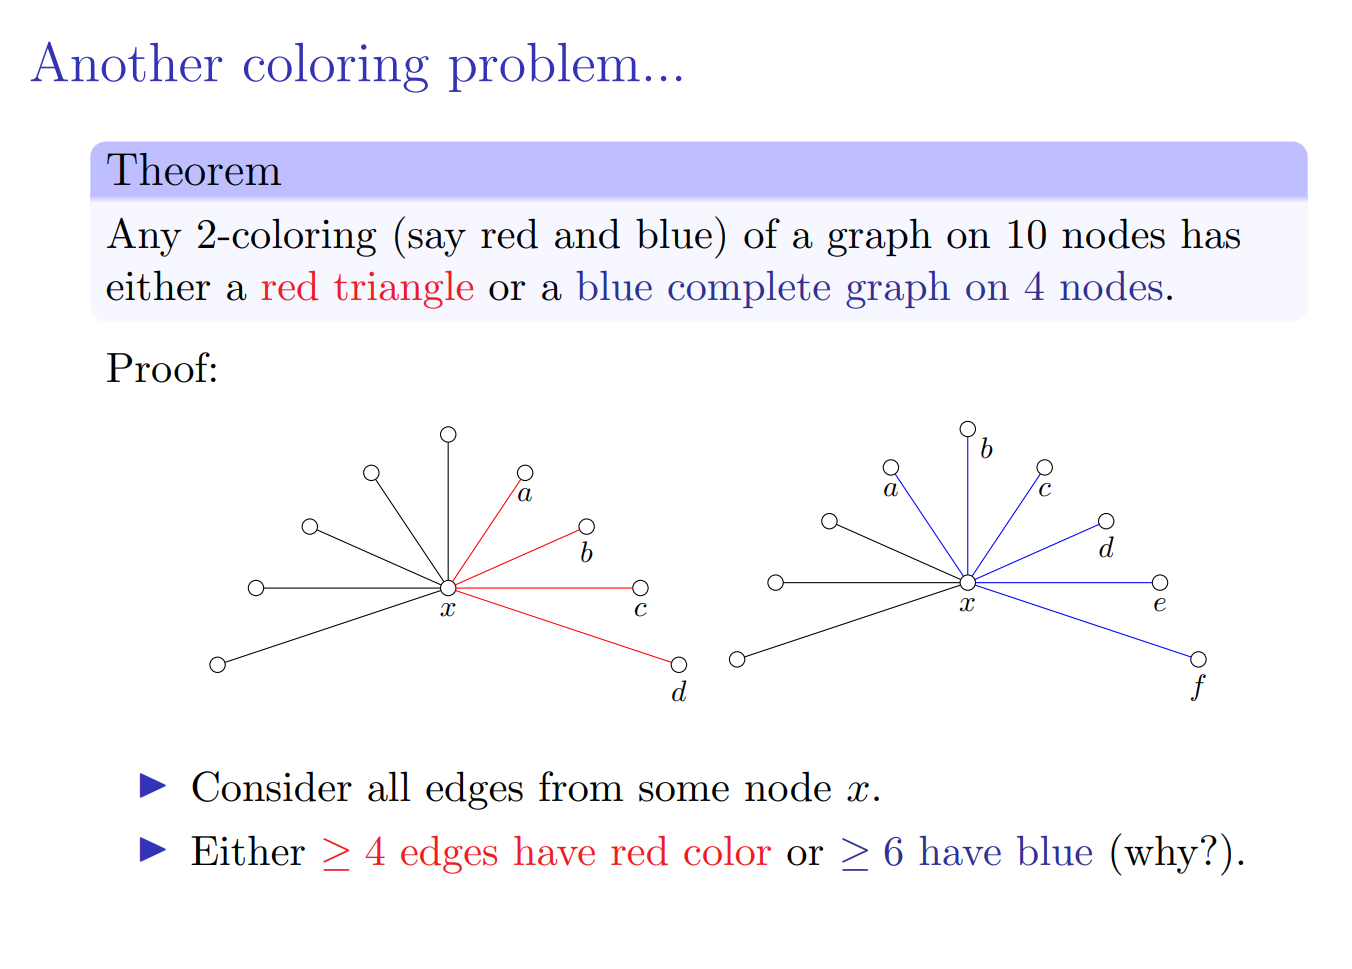 Another coloring problem...
Theorem
Any 2-coloring (say red and blue) of a graph on 10 nodes has
either a red triangle or a blue complete graph on 4 nodes.
Proof:
a
b
x
c
d
b
a
c
d
x
e
f
▶ Consider all edges from some node x.
▶ Either ≥ 4 edges have red color or ≥ 6 have blue (why?).